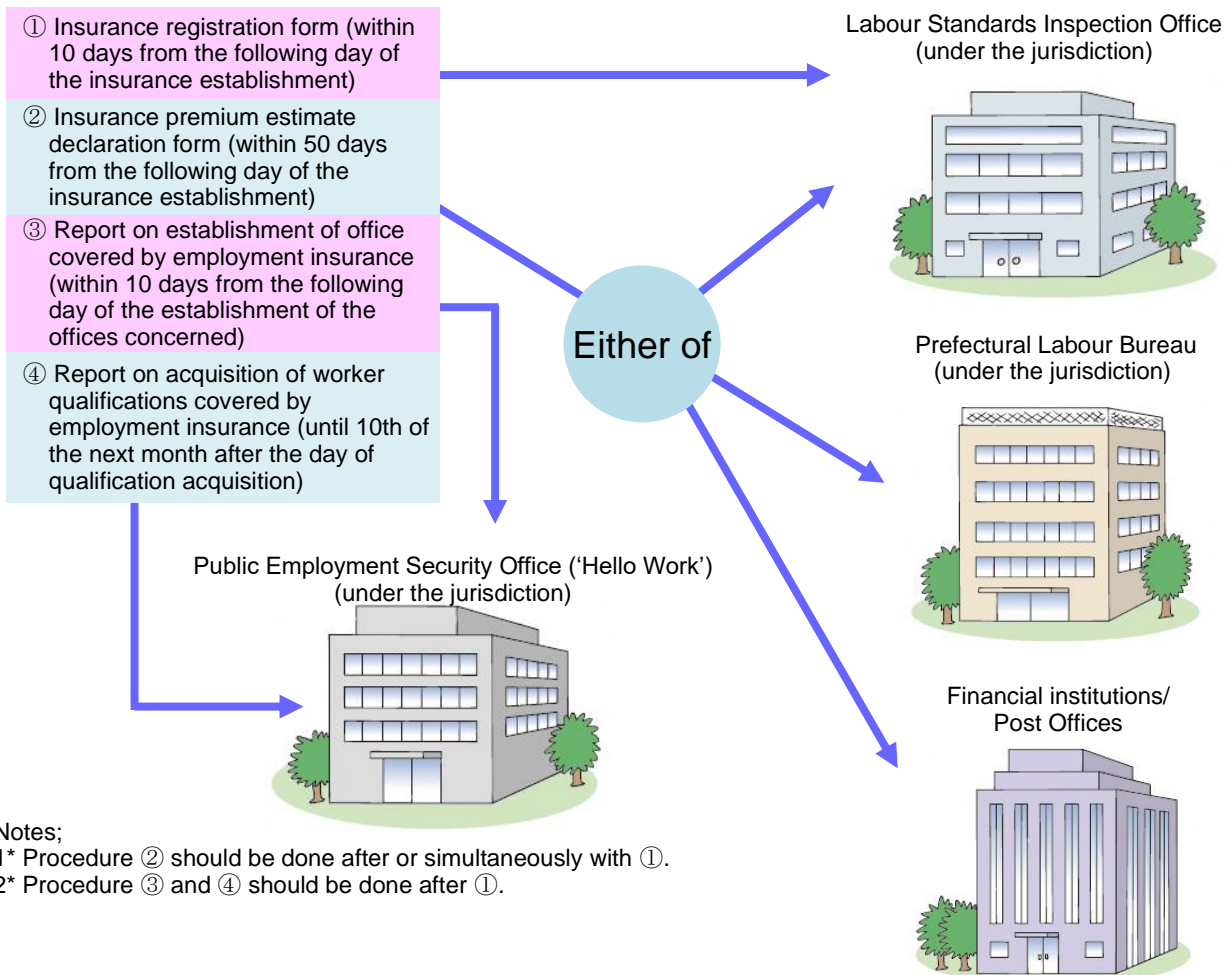 ① Insurance registration form (within
10 days from the following day of
the insurance establishment)
② Insurance premium estimate
declaration form (within 50 days
from the following day of the
insurance establishment)
③ Report on establishment of office
covered by employment insurance
(within 10 days from the following
day of the establishment of the
offices concerned)
④ Report on acquisition of worker
qualifications covered by
employment insurance (until 10th of
the next month after the day of
qualification acquisition)
Labour Standards Inspection Office
(under the jurisdiction)
Either of
Prefectural Labour Bureau
(under the jurisdiction)
Public Employment Security Office (‘Hello Work’)
(under the jurisdiction)
Financial institutions/
Post Offices
Notes;
1* Procedure ② should be done after or simultaneously with ①.
2* Procedure ③ and ④ should be done after ①.